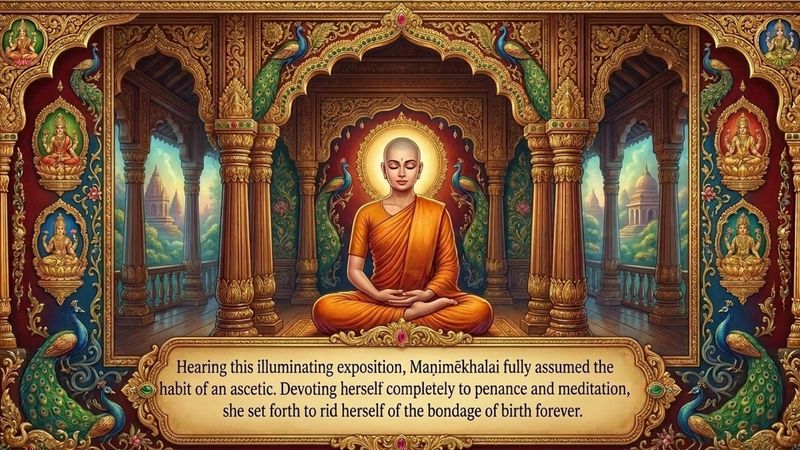 Hearing this illuminating exposition, Maṇimēkhalai fully assumed the
habit of an ascetic. Devoting herself completely to penance and meditation,
she set forth to rid herself of the bondage of birth forever.